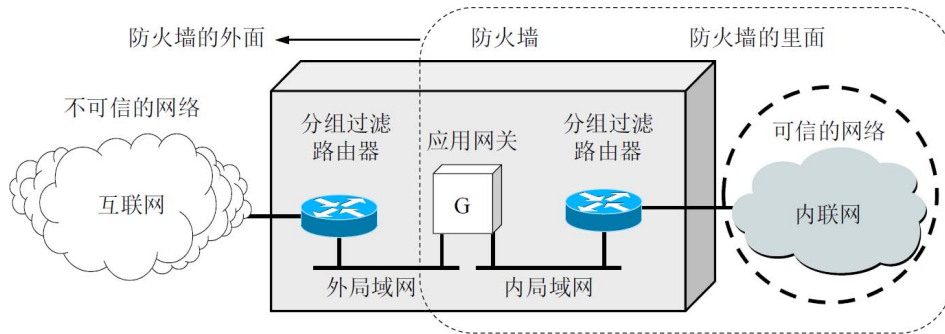 防火墙的外面
防火墙
防火墙的里面
不可信的网络
分组过滤
路由器
应用网关
分组过滤
路由器
可信的网络
互联网
G
内联网
外局域网
内局域网